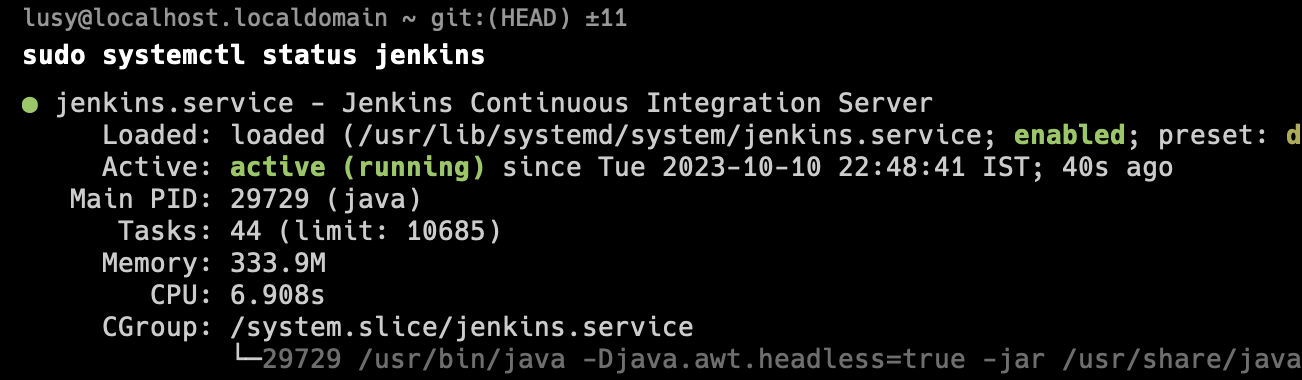 lusy@localhost.localdomain ~ git:(HEAD) ±11
sudo systemctl status jenkins
● jenkins.service - Jenkins Continuous Integration Server
Loaded: loaded (/usr/lib/systemd/system/jenkins.service; enabled; preset: d
Active: active (running) since Tue 2023-10-10 22:48:41 IST; 40s ago
Main PID: 29729 (java)
Tasks: 44 (limit: 10685)
Memory: 333.9M
CPU: 6.908s
CGroup: /system.slice/jenkins.service
└─29729 /usr/bin/java -Djava.awt.headless=true -jar /usr/share/java